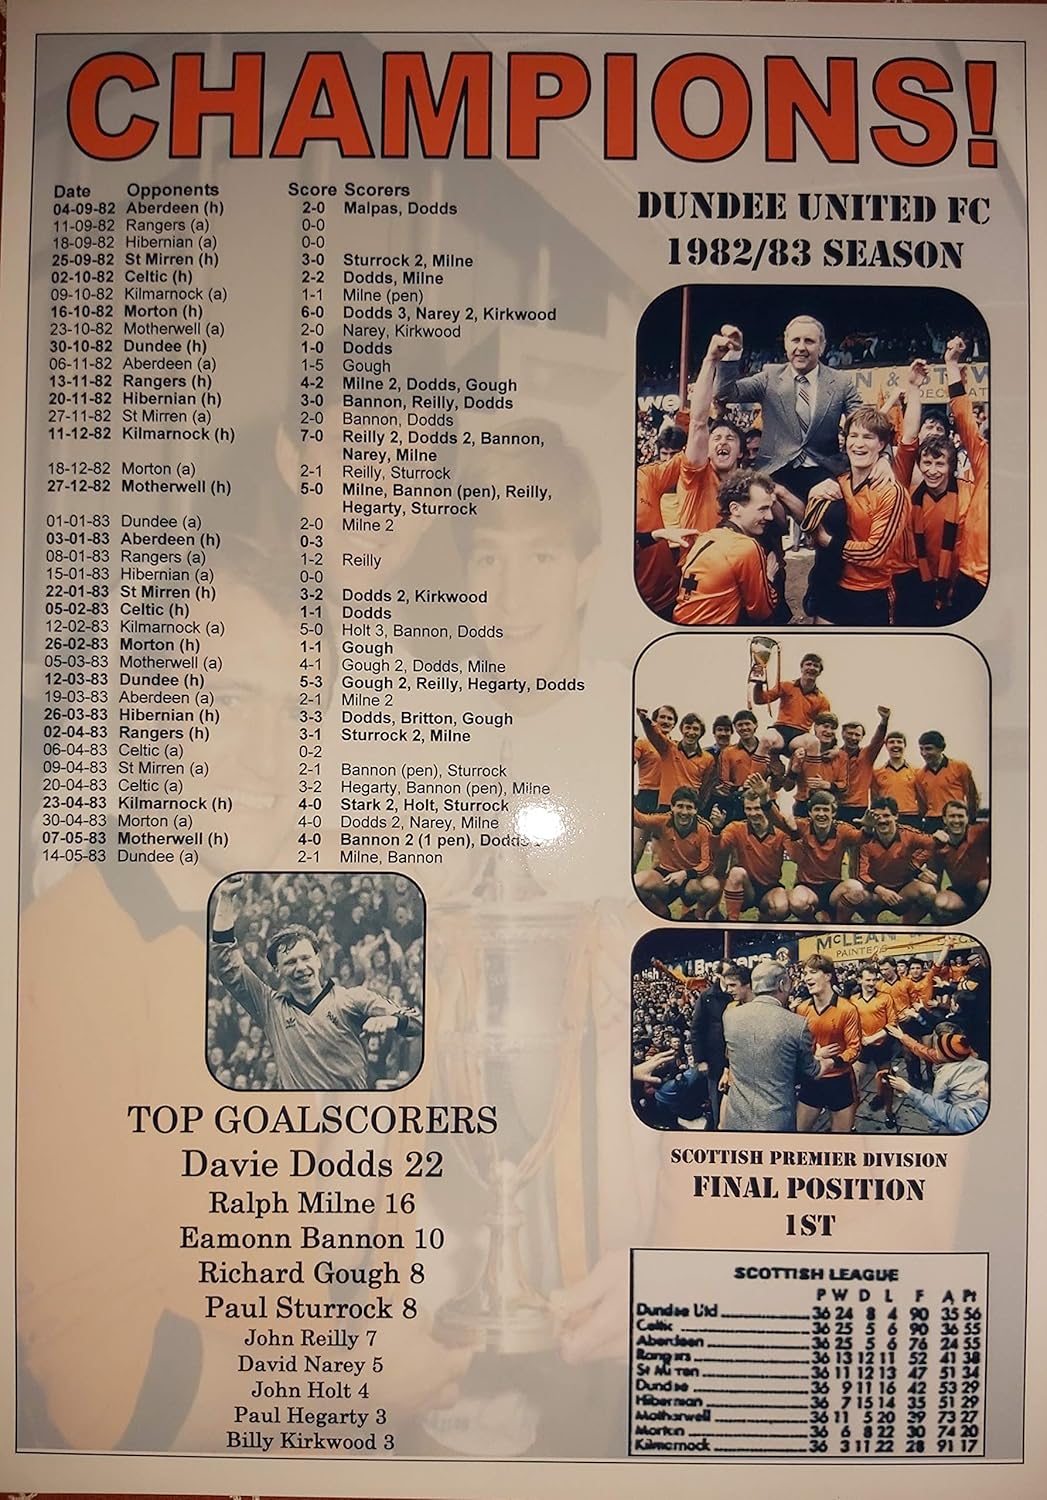 CHAMPIONS!
Date Opponents Score Scorers
04-09-82 Aberdeen (h) 2-0 Malpas, Dodds
11-09-82 Rangers (a) 0-0
18-09-82 Hibernian (a) 0-0
25-09-82 St Mirren (h) 3-0 Sturrock 2, Milne
02-10-82 Celtic (h) 2-2 Dodds, Milne
09-10-82 Kilmarnock (a) 1-1 Milne (pen)
16-10-82 Morton (h) 6-0 Dodds 3, Narey 2, Kirkwood
23-10-82 Motherwell (a) 2-0 Narey, Kirkwood
30-10-82 Dundee (h) 1-0 Dodds
06-11-82 Aberdeen (a) 1-5 Gough
13-11-82 Rangers (h) 4-2 Milne 2, Dodds, Gough
20-11-82 Hibernian (h) 3-0 Bannon, Reilly, Dodds
27-11-82 St Mirren (a) 2-0 Bannon, Dodds
11-12-82 Kilmarnock (h) 7-0 Reilly 2, Dodds 2, Bannon,
Narey, Milne
18-12-82 Morton (a) 2-1 Reilly, Sturrock
27-12-82 Motherwell (h) 5-0 Milne, Bannon (pen), Reilly,
Hegarty, Sturrock
01-01-83 Dundee (a) 2-0 Milne 2
03-01-83 Aberdeen (h) 0-3
08-01-83 Rangers (a) 1-2 Reilly
15-01-83 Hibernian (a) 0-0
22-01-83 St Mirren (h) 3-2 Dodds 2, Kirkwood
05-02-83 Celtic (h) 1-1 Dodds
12-02-83 Kilmarnock (a) 5-0 Holt 3, Bannon, Dodds
26-02-83 Morton (h) 1-1 Gough
05-03-83 Motherwell (a) 4-1 Gough 2, Dodds, Milne
12-03-83 Dundee (h) 5-3 Gough 2, Reilly, Hegarty, Dodds
19-03-83 Aberdeen (a) 2-1 Milne 2
26-03-83 Hibernian (h) 3-3 Dodds, Britton, Gough
02-04-83 Rangers (h) 3-1 Sturrock 2, Milne
06-04-83 Celtic (a) 0-2
09-04-83 St Mirren (a) 2-1 Bannon (pen), Sturrock
20-04-83 Celtic (a) 3-2 Hegarty, Bannon (pen), Milne
23-04-83 Kilmarnock (h) 4-0 Stark 2, Holt, Sturrock
30-04-83 Morton (a) 4-0 Dodds 2, Narey, Milne
07-05-83 Motherwell (h) 4-0 Bannon 2 (1 pen), Dodds
14-05-83 Dundee (a) 2-1 Milne, Bannon
TOP GOALSCORERS
Davie Dodds 22
Ralph Milne 16
Eamonn Bannon 10
Richard Gough 8
Paul Sturrock 8
John Reilly 7
David Narey 5
John Holt 4
Paul Hegarty 3
Billy Kirkwood 3
DUNDEE UNITED FC
1982/83 SEASON
McLEAN
PAINTERS
SCOTTISH PREMIER DIVISION
FINAL POSITION
1ST
SCOTTISH LEAGUE
P W D L F A Pt
Dundee Utd 36 24 8 4 90 35 56
Celtic 36 25 5 6 90 36 55
Aberdeen 36 25 5 6 76 24 55
Rangers 36 13 12 11 52 41 38
St Mirren 36 11 12 13 47 51 34
Dundee 36 9 11 16 42 53 29
Hibernian 36 7 15 14 35 51 29
Motherwell 36 11 5 20 39 73 27
Morton 36 6 8 22 30 74 20
Kilmarnock 36 3 11 22 28 91 17